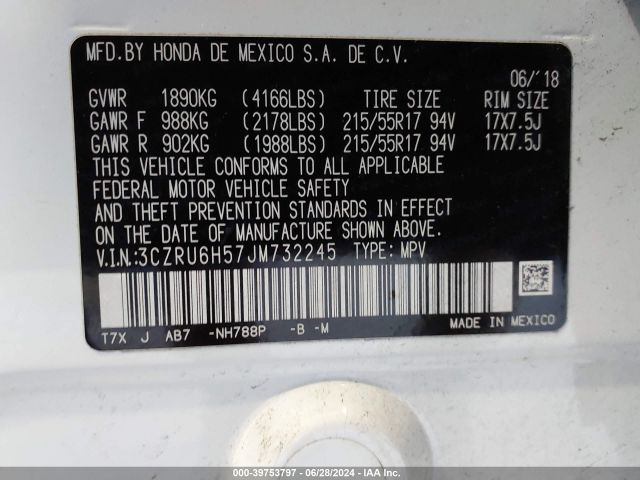 MFD.BY HONDA DE MEXICO S.A. DE C.V.
06/'18
GVWR 1890KG (4166LBS) TIRE SIZE RIM SIZE
GAWR F 988KG (2178LBS) 215/55R17 94V 17X7.5J
GAWR R 902KG (1988LBS) 215/55R17 94V 17X7.5J
THIS VEHICLE CONFORMS TO ALL APPLICABLE
FEDERAL MOTOR VEHICLE SAFETY
AND THEFT PREVENTION STANDARDS IN EFFECT
ON THE DATE OF MANUFACTURE SHOWN ABOVE.
V.I.N:3CZRU6H57JM732245 TYPE: MPV
T7X J AB7 -NH788P -B -M
MADE IN MEXICO
000-39753797 - 06/28/2024 - IAA Inc.